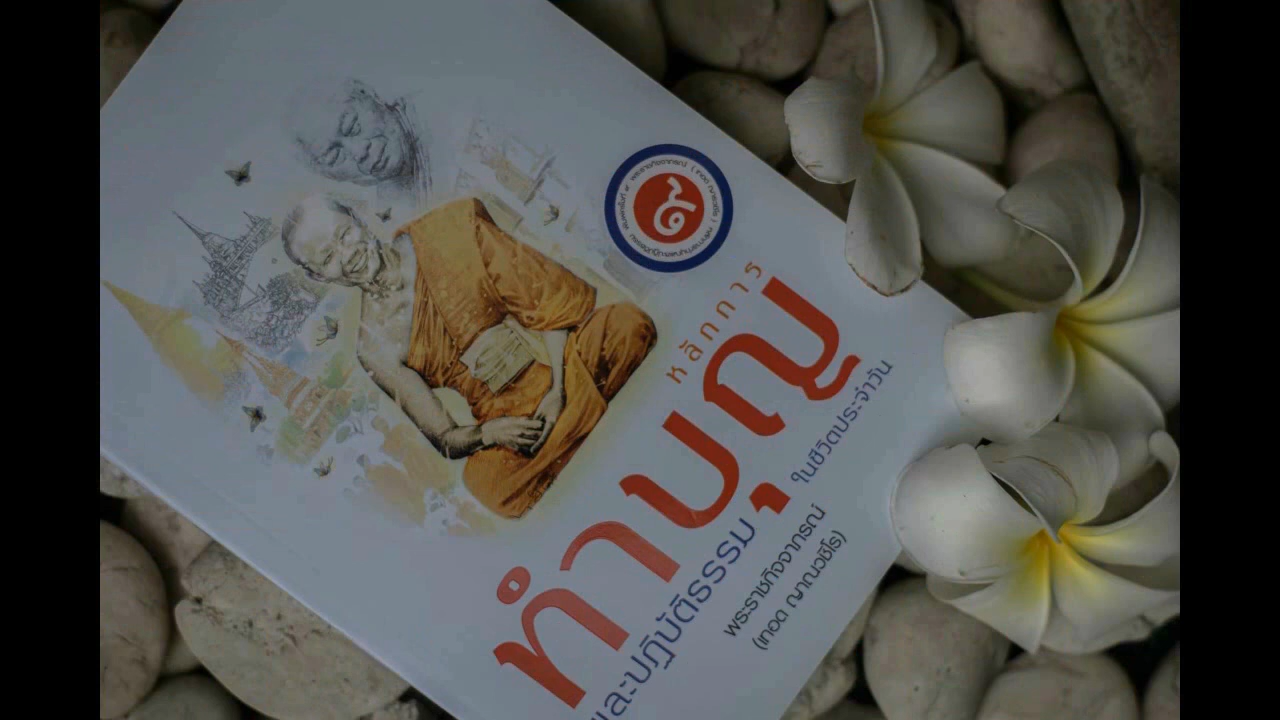 หลักการ
ทำบุญ
และปฏิบัติธรรม
ในชีวิตประจำวัน
พระราชกิจจาภรณ์
(เทอด ญาณวชิโร)
๙